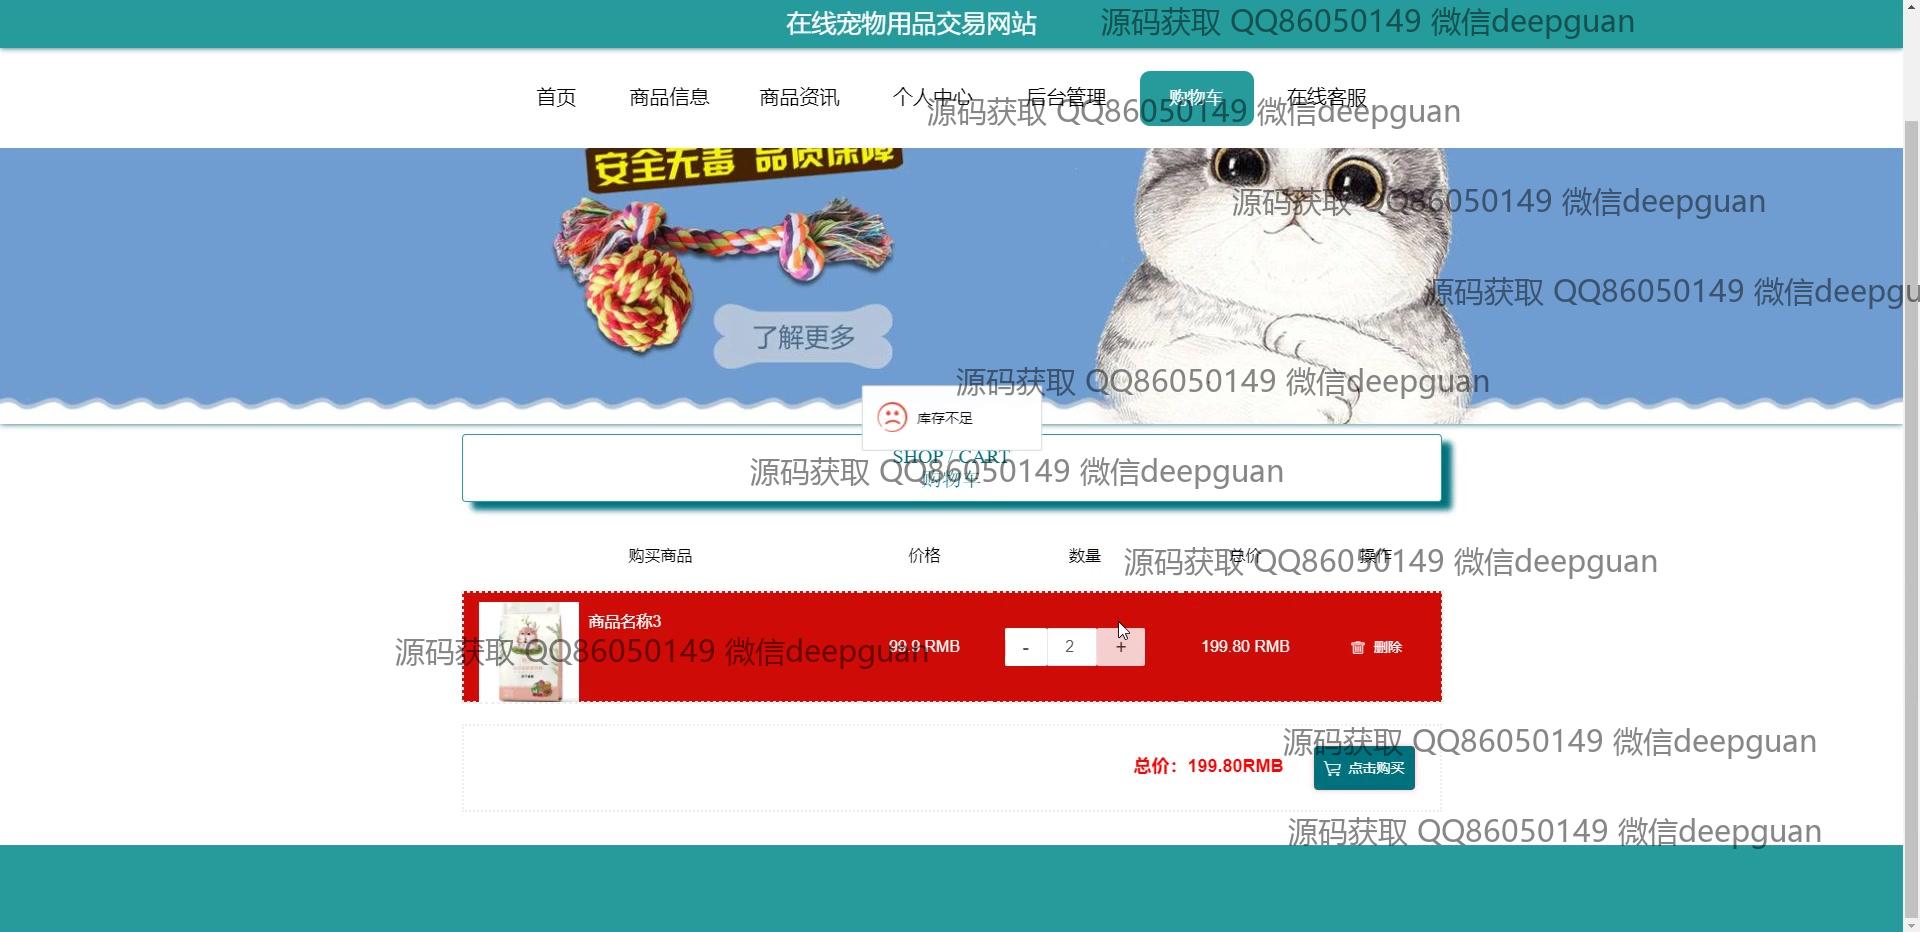 在线宠物用品交易网站
源码获取 QQ86050149 微信deepguan
首页 商品信息 商品资讯 个人中心 后台管理 购物车 在线客服
源码获取 QQ86050149 微信deepguan
安全无毒 品质保障
源码获取 QQ86050149 微信deepguan
源码获取 QQ86050149 微信deepgu
了解更多
源码获取 QQ86050149 微信deepguan
库存不足
SHOP / CART
源码获取 QQ86050149 微信deepguan
购物车
购买商品 价格 数量 总价 操作
源码获取 QQ86050149 微信deepguan
商品名称3
99.9 RMB - 2 + 199.80 RMB 删除
源码获取 QQ86050149 微信deepguan
源码获取 QQ86050149 微信deepguan
总价：199.80RMB 点击购买
源码获取 QQ86050149 微信deepguan